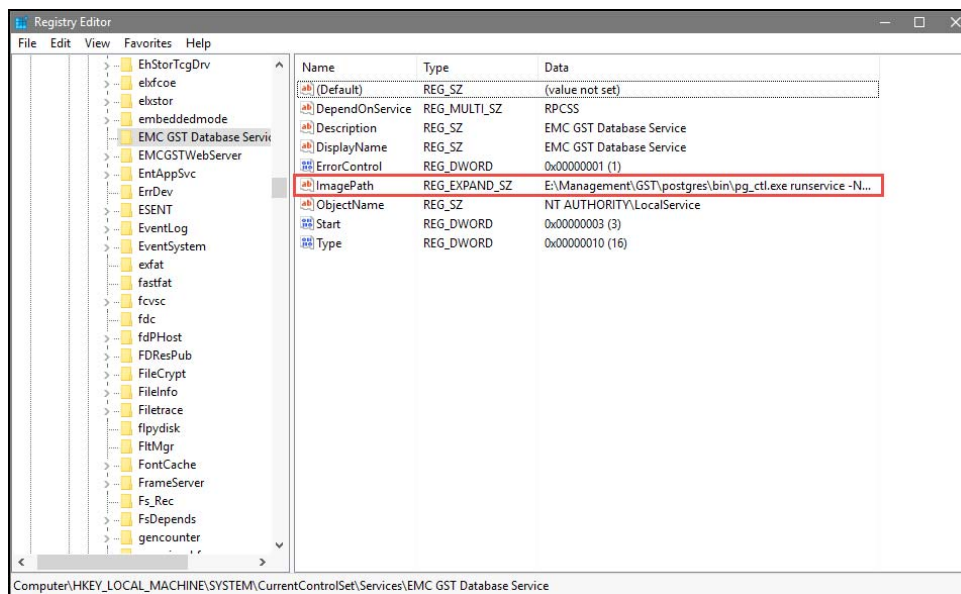 Registry Editor
File Edit View Favorites Help
EhStorTcgDrv
elxfcoe
elxstor
embeddedmode
EMC GST Database Servic
EMCGSTWebServer
EntAppSvc
ErrDev
ESENT
EventLog
EventSystem
exfat
fastfat
fcvsc
fdc
fdPHost
FDResPub
FileCrypt
FileInfo
Filetrace
flpydisk
FltMgr
FontCache
FrameServer
Fs_Rec
FsDepends
gencounter
Name Type Data
(Default) REG_SZ (value not set)
DependOnService REG_MULTI_SZ RPCSS
Description REG_SZ EMC GST Database Service
DisplayName REG_SZ EMC GST Database Service
ErrorControl REG_DWORD 0x00000001 (1)
ImagePath REG_EXPAND_SZ E:\Management\GST\postgres\bin\pg_ctl.exe runservice -N...
ObjectName REG_SZ NT AUTHORITY\LocalService
Start REG_DWORD 0x00000003 (3)
Type REG_DWORD 0x00000010 (16)
Computer\HKEY_LOCAL_MACHINE\SYSTEM\CurrentControlSet\Services\EMC GST Database Service